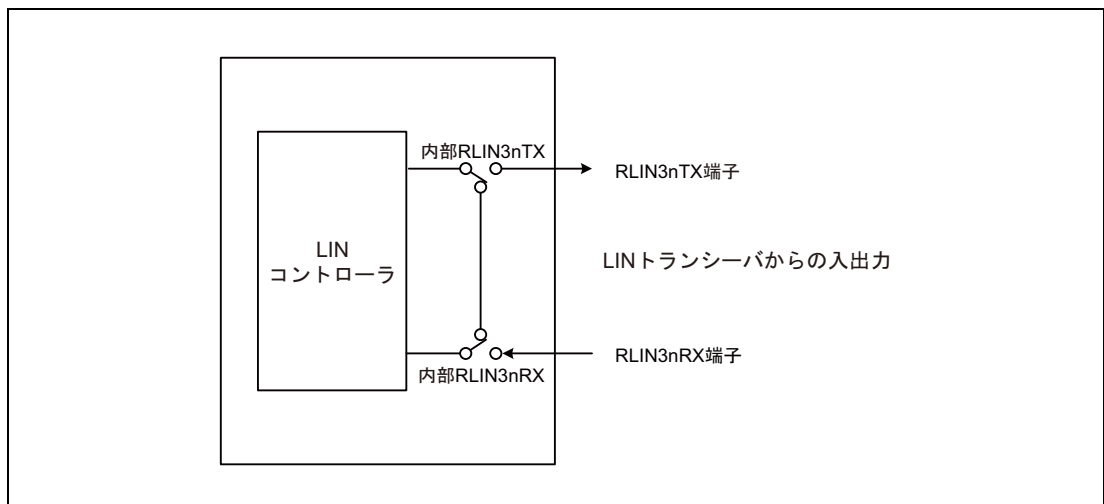 内部RLIN3nTX
RLIN3nTX端子
LIN
コントローラ
LINトランシーバからの入出力
RLIN3nRX端子
内部RLIN3nRX